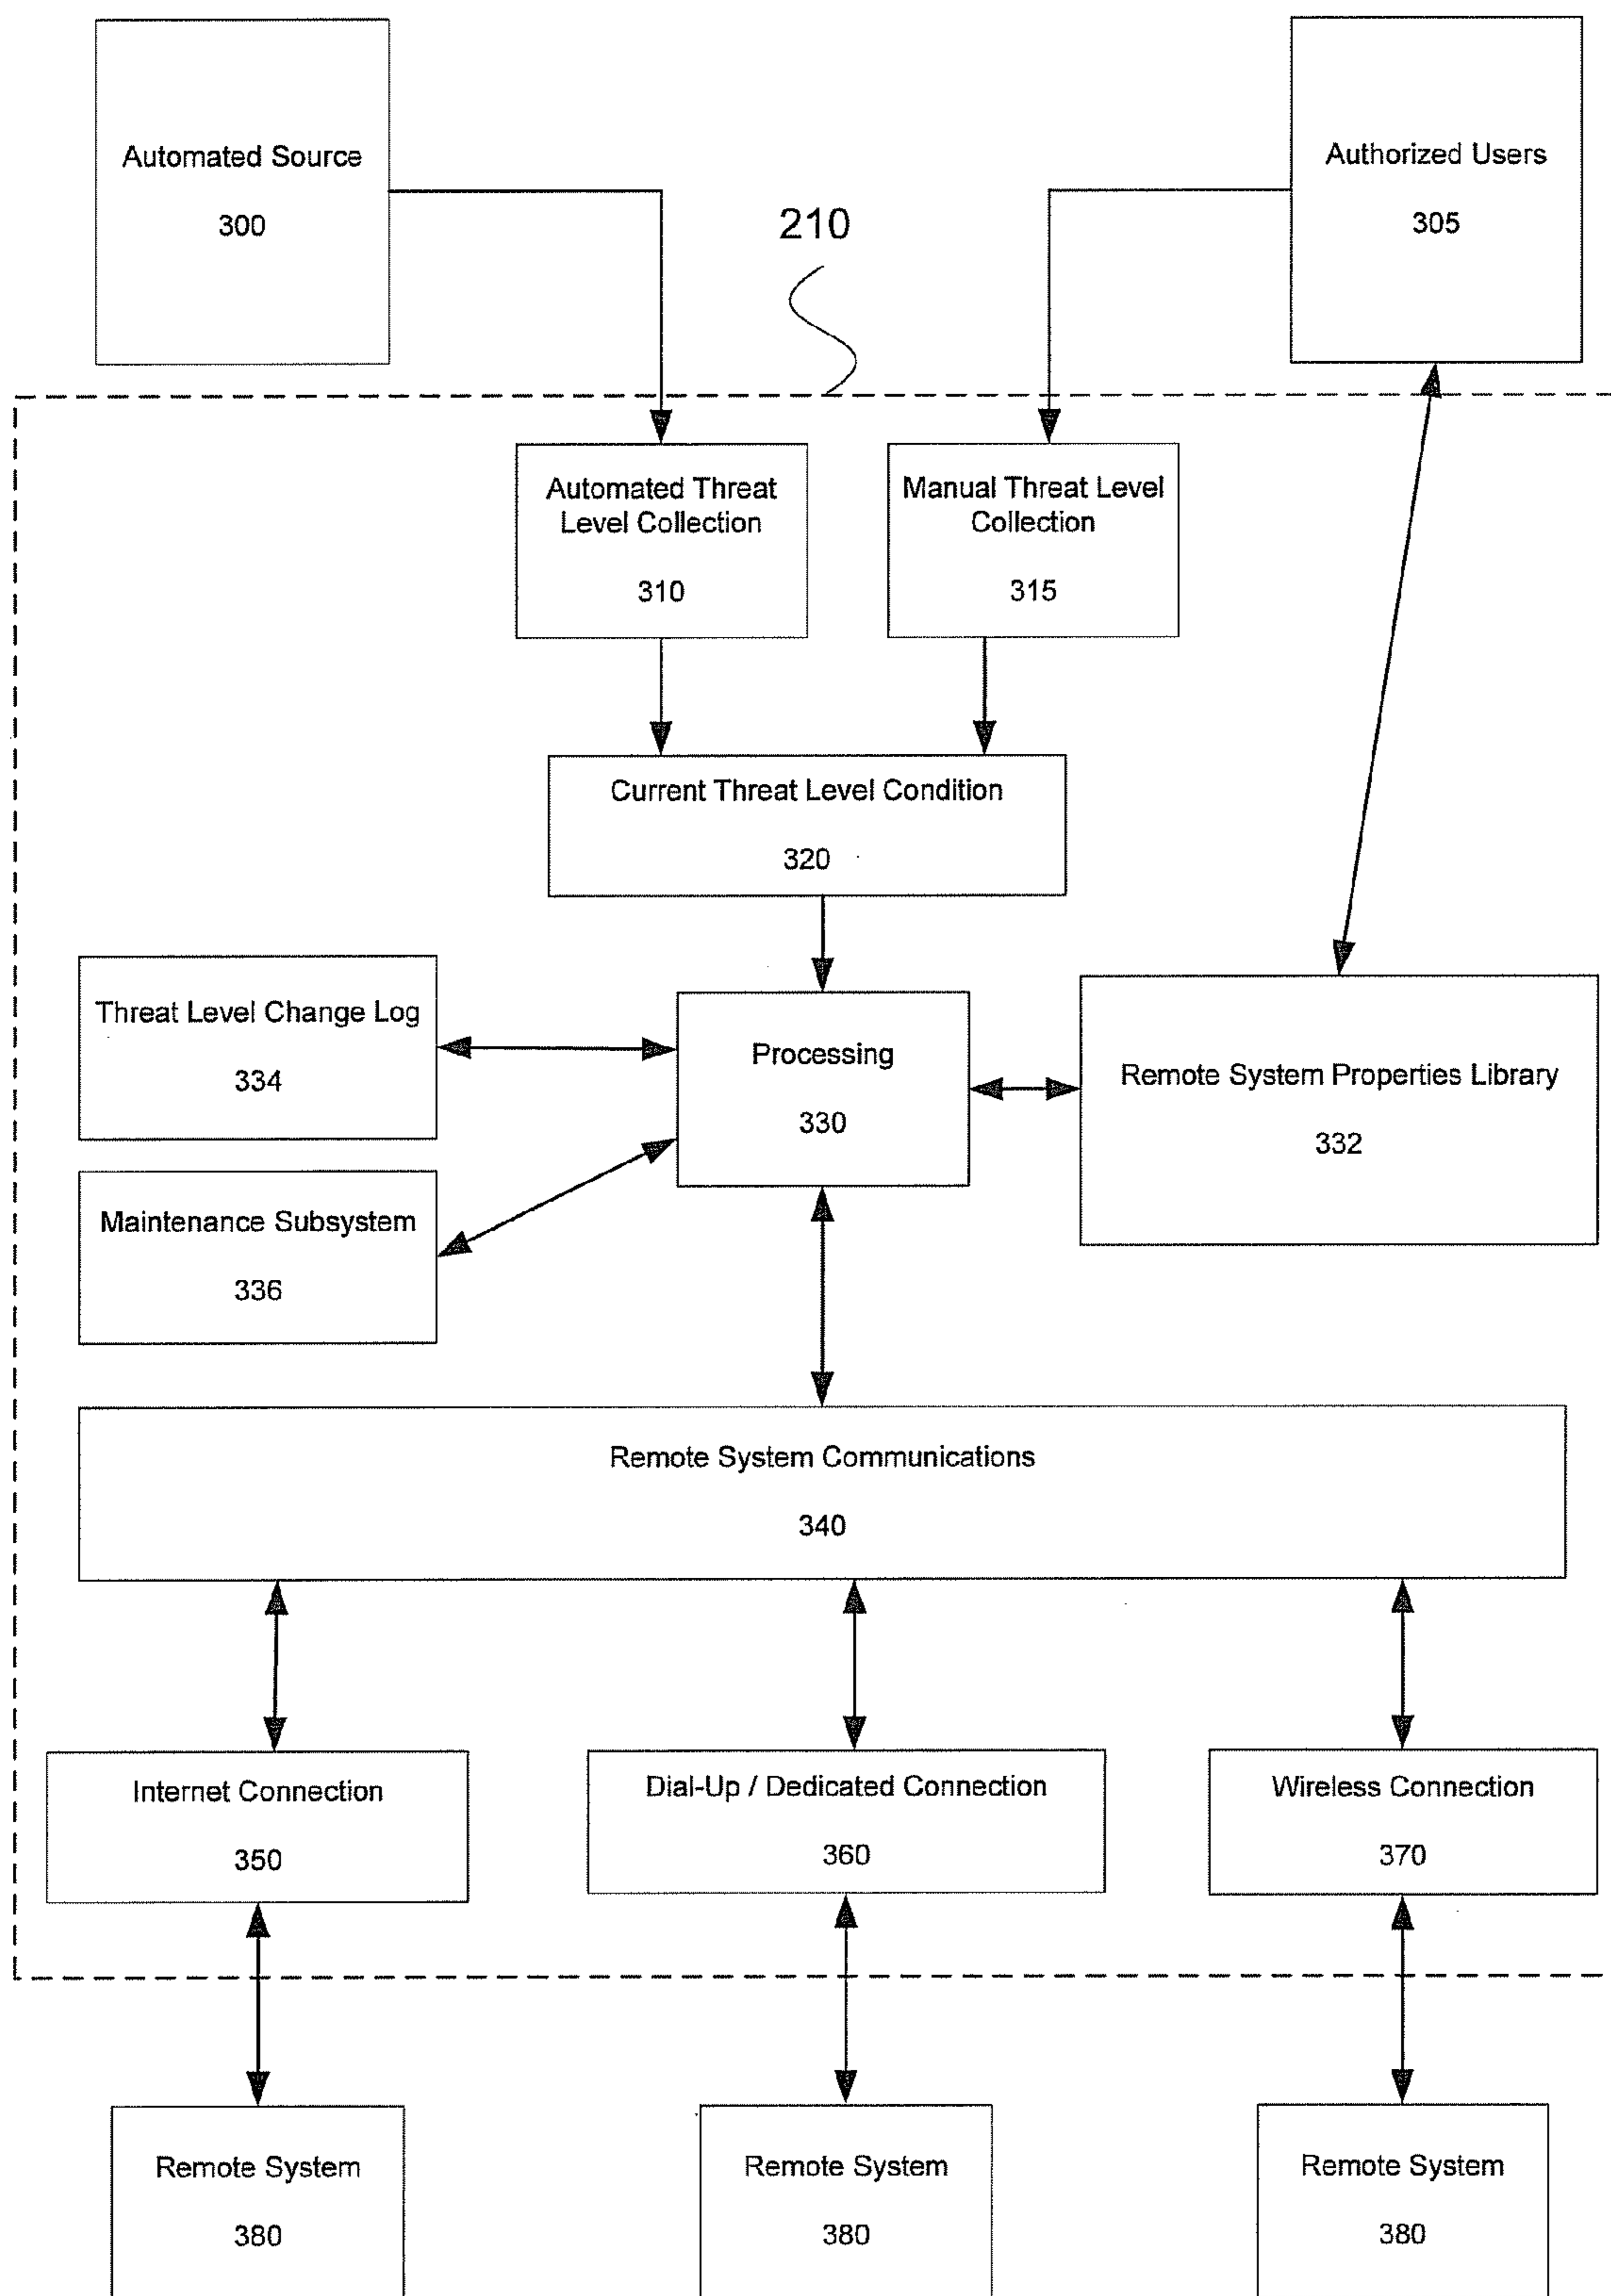 Automated Source
300
Authorized Users
305
210
Automated Threat
Level Collection
310
Manual Threat Level
Collection
315
Current Threat Level Condition
320
Threat Level Change Log
334
Processing
330
Remote System Properties Library
332
Maintenance Subsystem
336
Remote System Communications
340
Internet Connection
350
Dial-Up / Dedicated Connection
360
Wireless Connection
370
Remote System
380
Remote System
380
Remote System
380